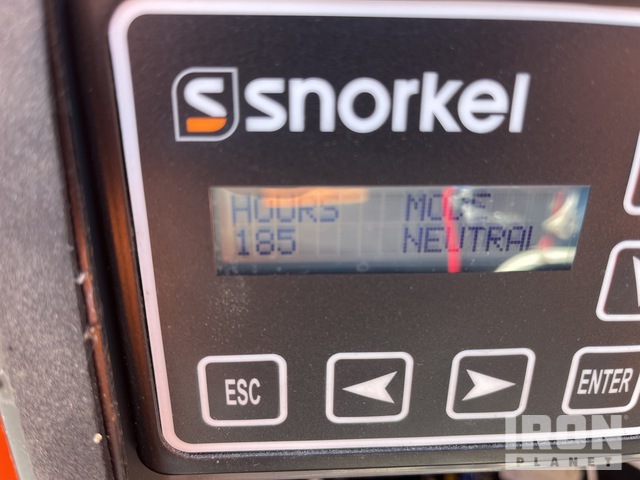 snorkel
HOURS MODE
185 NEUTRAL
ESC
ENTER
IRON
PLANET